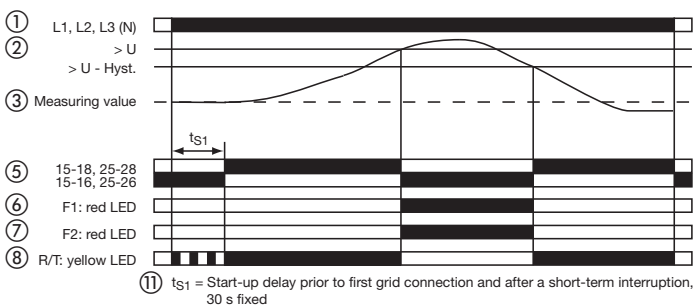 ① L1, L2, L3 (N)
② > U
> U - Hyst.
③ Measuring value
tS1
⑤ 15-18, 25-28
15-16, 25-26
⑥ F1: red LED
⑦ F2: red LED
⑧ R/T: yellow LED
⑪ tS1 = Start-up delay prior to first grid connection and after a short-term interruption,
30 s fixed